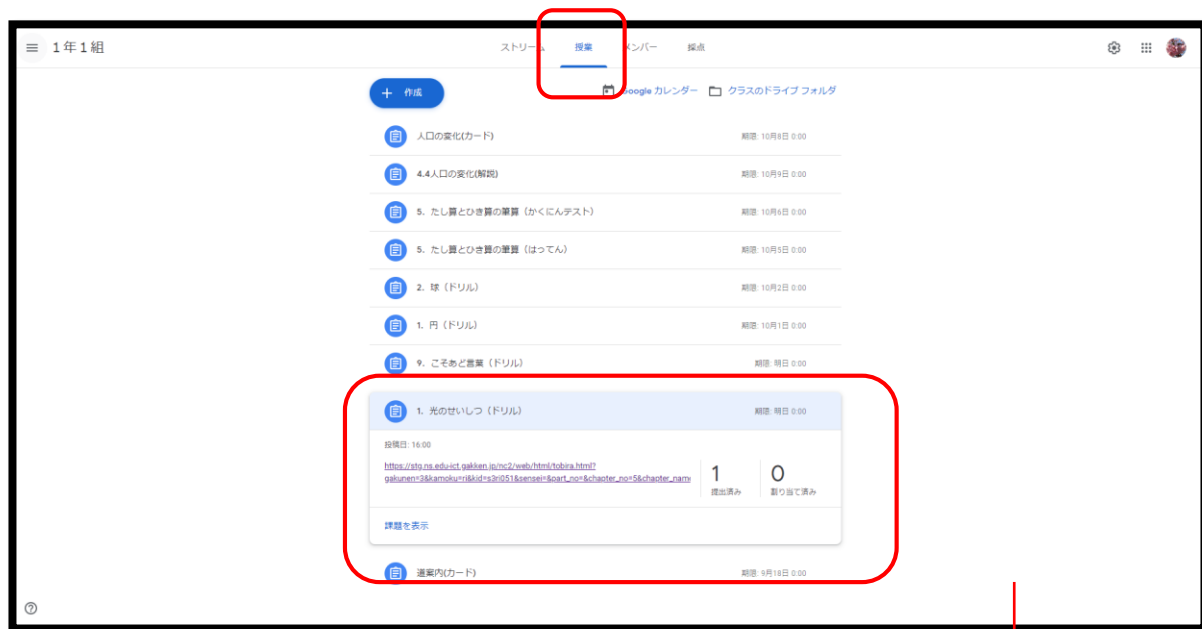 1年1組
ストリーム 授業 メンバー 採点
作成
Google カレンダー クラスのドライブ フォルダ
人口の変化(カード) 期限: 10月8日 0:00
4.4人口の変化(解説) 期限: 10月9日 0:00
5. たし算とひき算の筆算（かくにんテスト） 期限: 10月6日 0:00
5. たし算とひき算の筆算（はってん） 期限: 10月5日 0:00
2. 球（ドリル） 期限: 10月2日 0:00
1. 円（ドリル） 期限: 10月1日 0:00
9. こそあど言葉（ドリル） 期限: 明日 0:00
1. 光のせいしつ（ドリル） 期限: 明日 0:00
投稿日: 16:00
https://stg.ns.edu-ict.gakken.jp/nc2/web/html/tobira.html?
gakunen=3&kamoku=ri&kid=s3ri051&sensei=&part_no=&chapter_no=5&chapter_name
1 0
提出済み 割り当て済み
課題を表示
道案内(カード) 期限: 9月18日 0:00